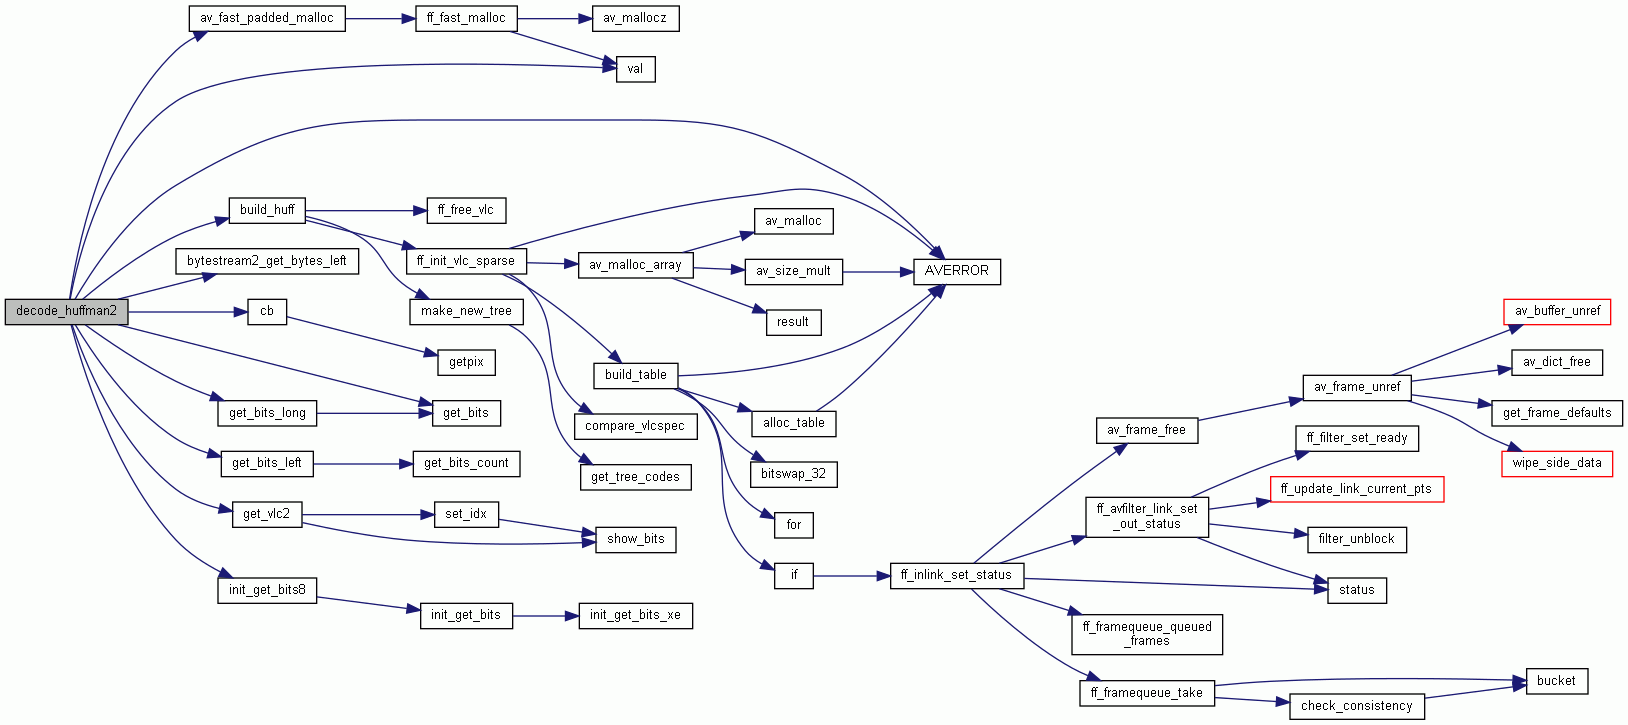 av_fast_padded_malloc
ff_fast_malloc
av_mallocz
val
build_huff
ff_free_vlc
av_malloc
bytestream2_get_bytes_left
ff_init_vlc_sparse
av_malloc_array
av_size_mult
AVERROR
decode_huffman2
cb
make_new_tree
result
av_buffer_unref
getpix
build_table
av_frame_unref
av_dict_free
get_bits_long
get_bits
compare_vlcspec
alloc_table
av_frame_free
get_frame_defaults
ff_filter_set_ready
get_bits_left
get_bits_count
get_tree_codes
bitswap_32
wipe_side_data
ff_update_link_current_pts
get_vlc2
set_idx
show_bits
for
ff_avfilter_link_set
_out_status
filter_unblock
init_get_bits8
if
ff_inlink_set_status
status
init_get_bits
init_get_bits_xe
ff_framequeue_queued
_frames
ff_framequeue_take
bucket
check_consistency